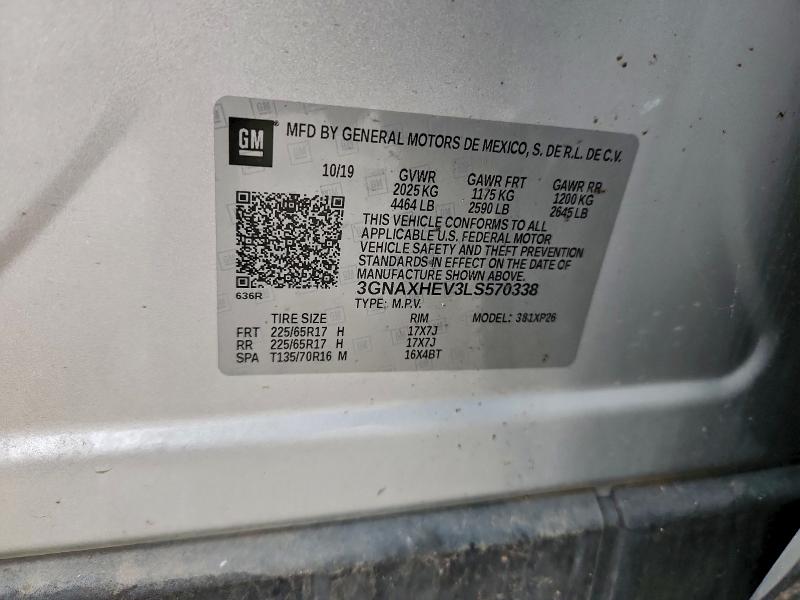 GM ® MFD BY GENERAL MOTORS DE MEXICO, S. DE R.L. DE C.V.
10/19 GVWR GAWR FRT GAWR RR
2025 KG 1175 KG 1200 KG
4464 LB 2590 LB 2645 LB
THIS VEHICLE CONFORMS TO ALL
APPLICABLE U.S. FEDERAL MOTOR
VEHICLE SAFETY AND THEFT PREVENTION
STANDARDS IN EFFECT ON THE DATE OF
MANUFACTURE SHOWN ABOVE.
3GNAXHEV3LS570338
636R TYPE: M.P.V.
TIRE SIZE RIM MODEL: 381XP26
FRT 225/65R17 H 17X7J
RR 225/65R17 H 17X7J
SPA T135/70R16 M 16X4BT